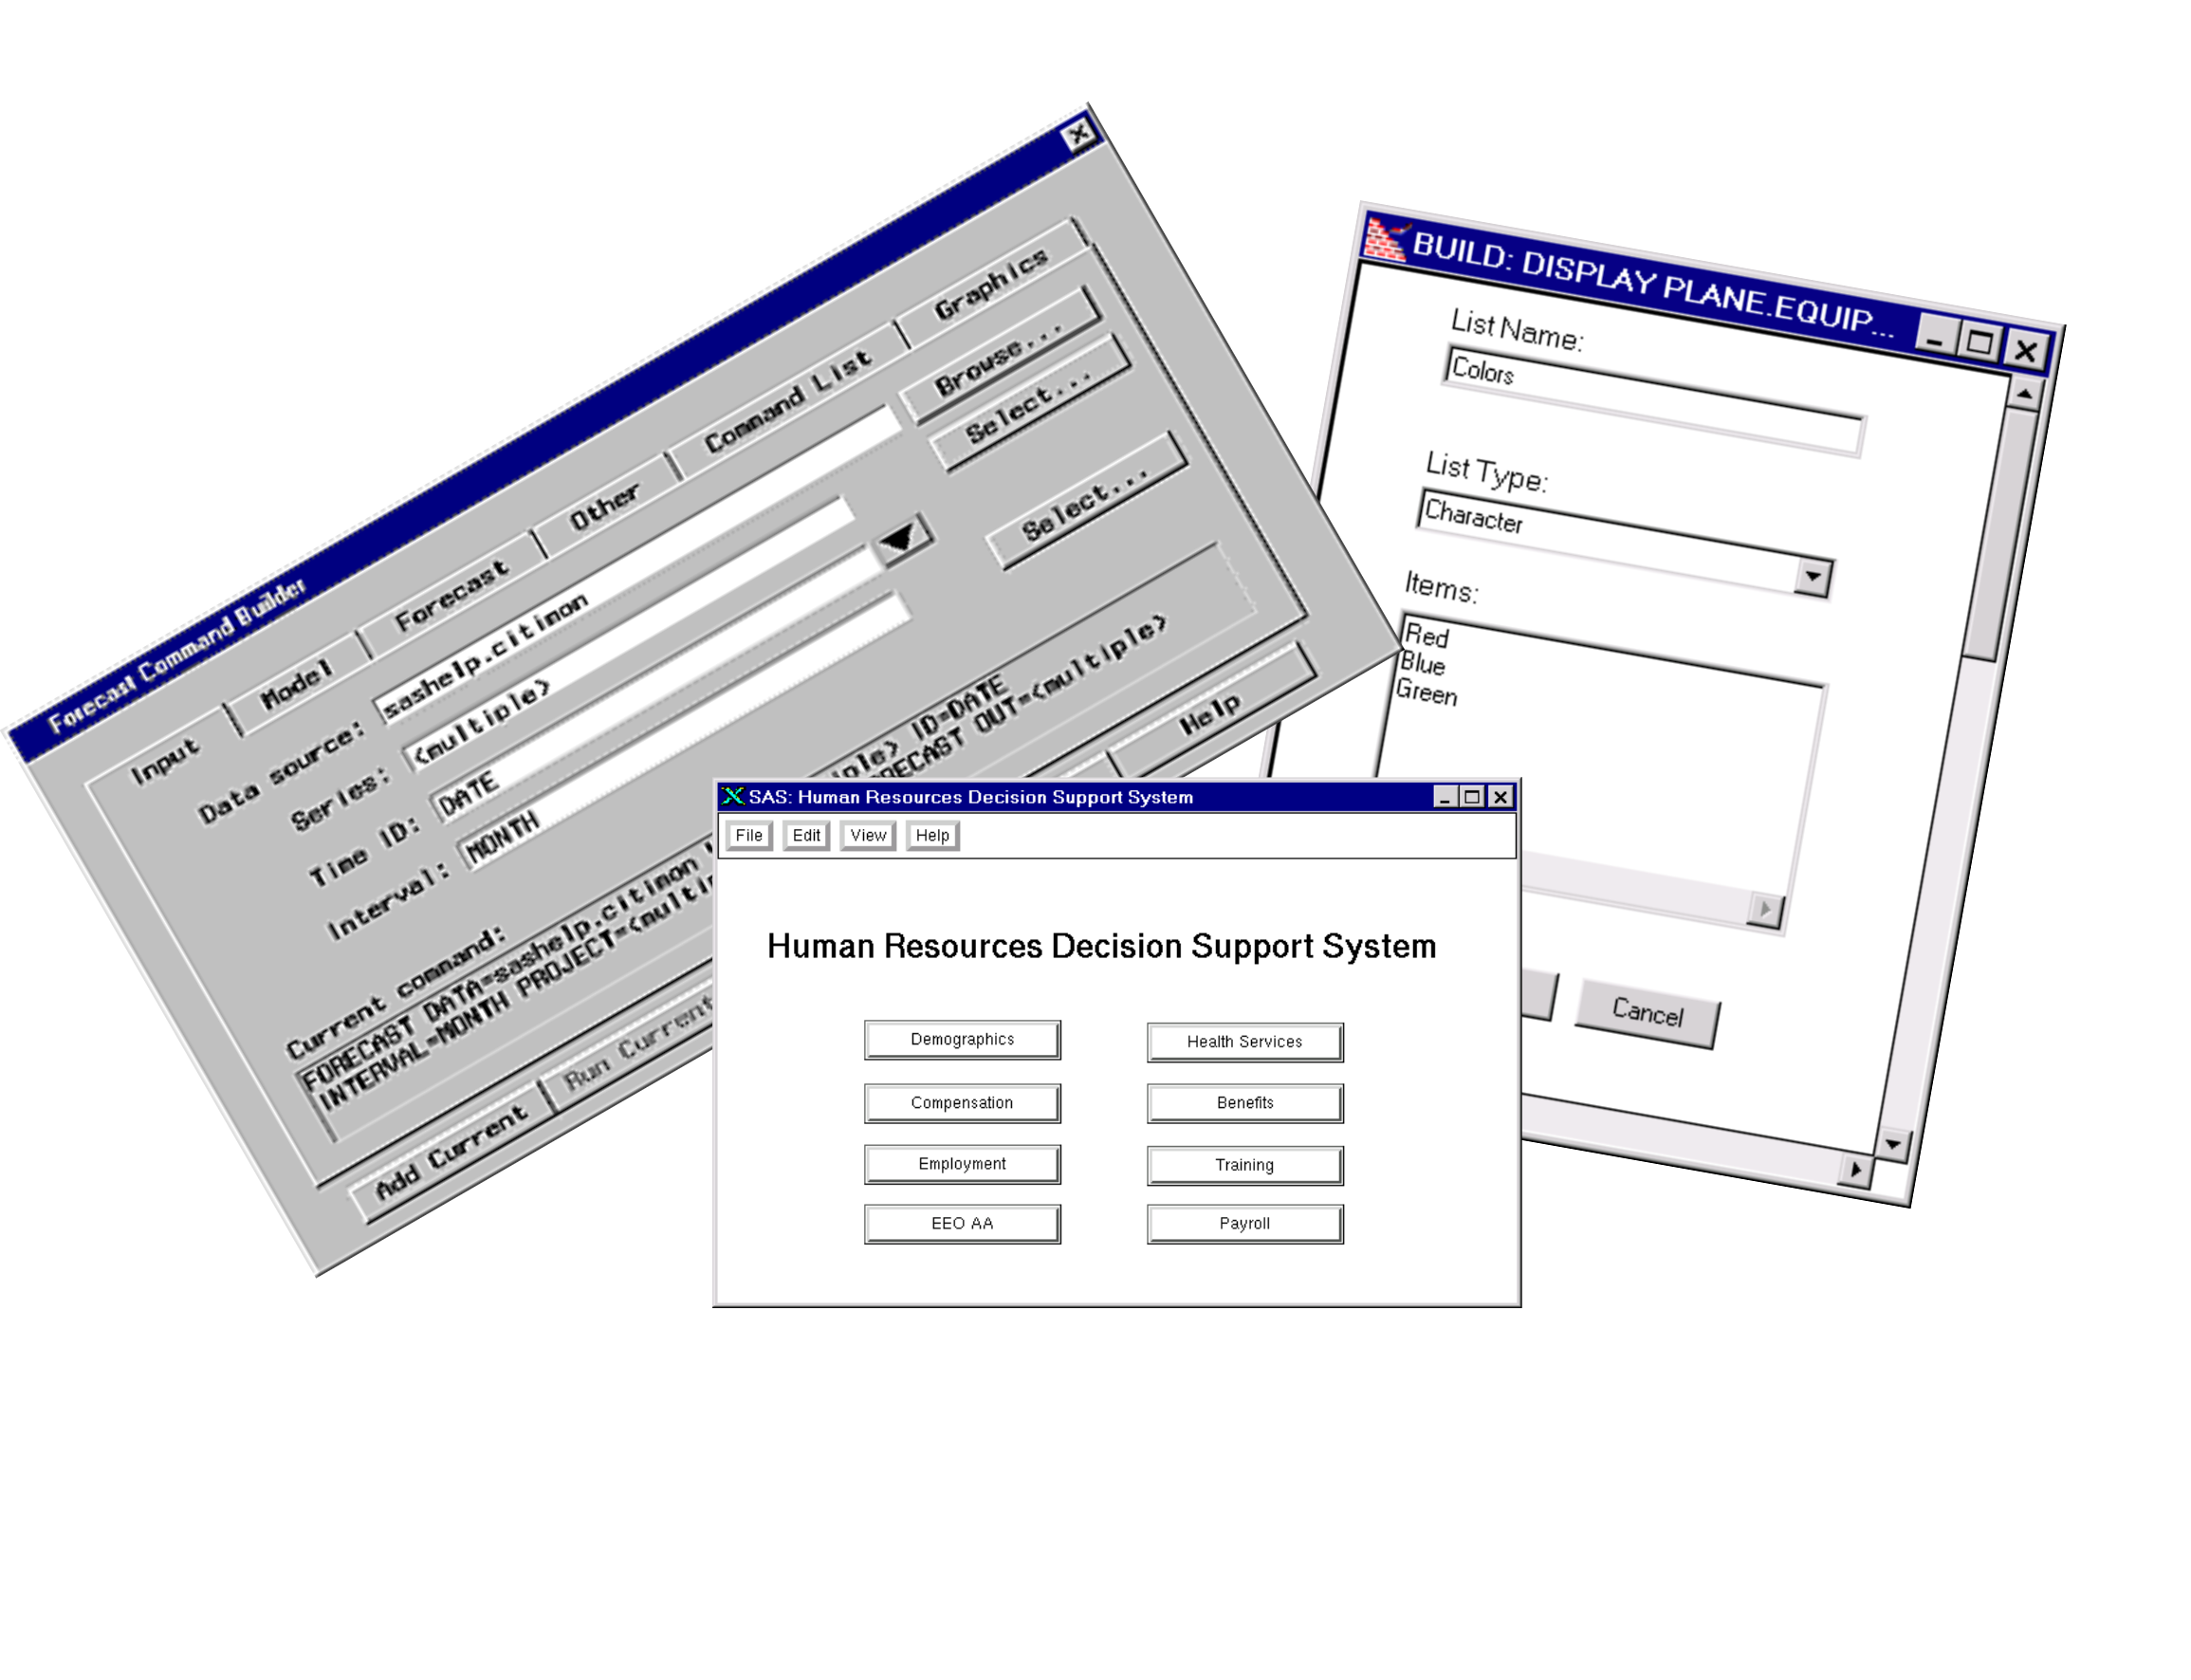 Forecast Command Builder
Input
Model
Forecast
Other
Command List
Graphics
Data source:
sashelp.citimon
Browse...
Series:
<multiple>
Select...
Time ID:
DATE
Interval:
MONTH
Select...
Current command:
FORECAST DATA=sashelp.citimon ID=DATE
INTERVAL=MONTH PROJECT=<multi OUT=<multiple>
Add Current
Run Current
Help
BUILD: DISPLAY PLANE.EQUIP...
List Name:
Colors
List Type:
Character
Items:
Red
Blue
Green
Cancel
SAS: Human Resources Decision Support System
File
Edit
View
Help
Human Resources Decision Support System
Demographics
Health Services
Compensation
Benefits
Employment
Training
EEO AA
Payroll